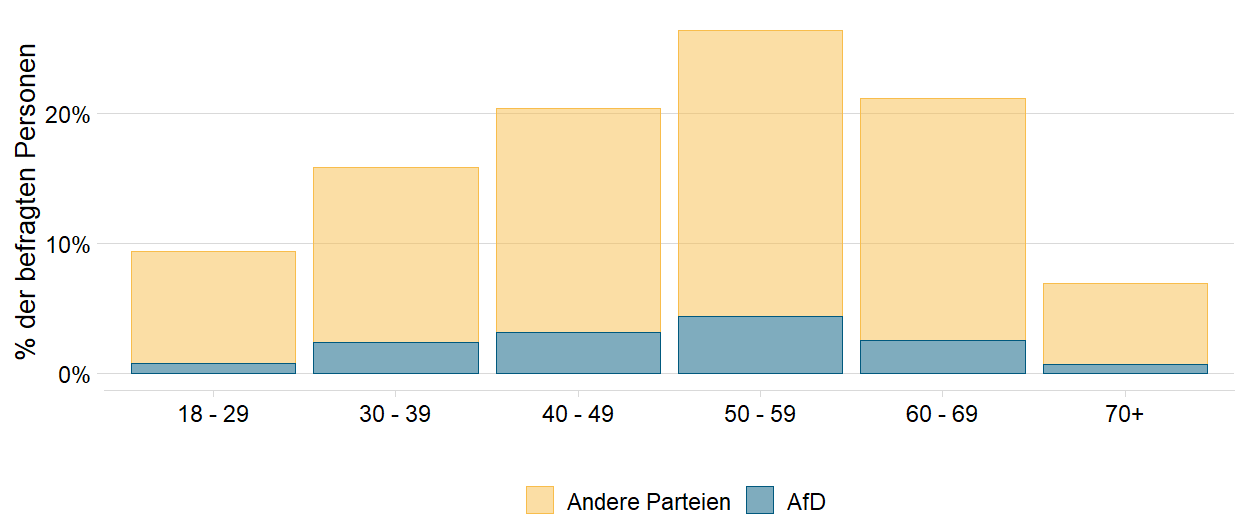 % der befragten Personen
20%
10%
0%
18 - 29 30 - 39 40 - 49 50 - 59 60 - 69 70+
Andere Parteien AfD